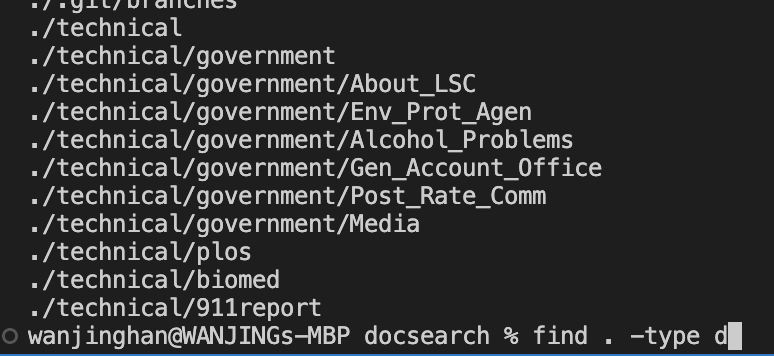 ./.git/branches
./technical
./technical/government
./technical/government/About_LSC
./technical/government/Env_Prot_Agen
./technical/government/Alcohol_Problems
./technical/government/Gen_Account_Office
./technical/government/Post_Rate_Comm
./technical/government/Media
./technical/plos
./technical/biomed
./technical/911report
wanjinghan@WANJINGs-MBP docsearch % find . -type d